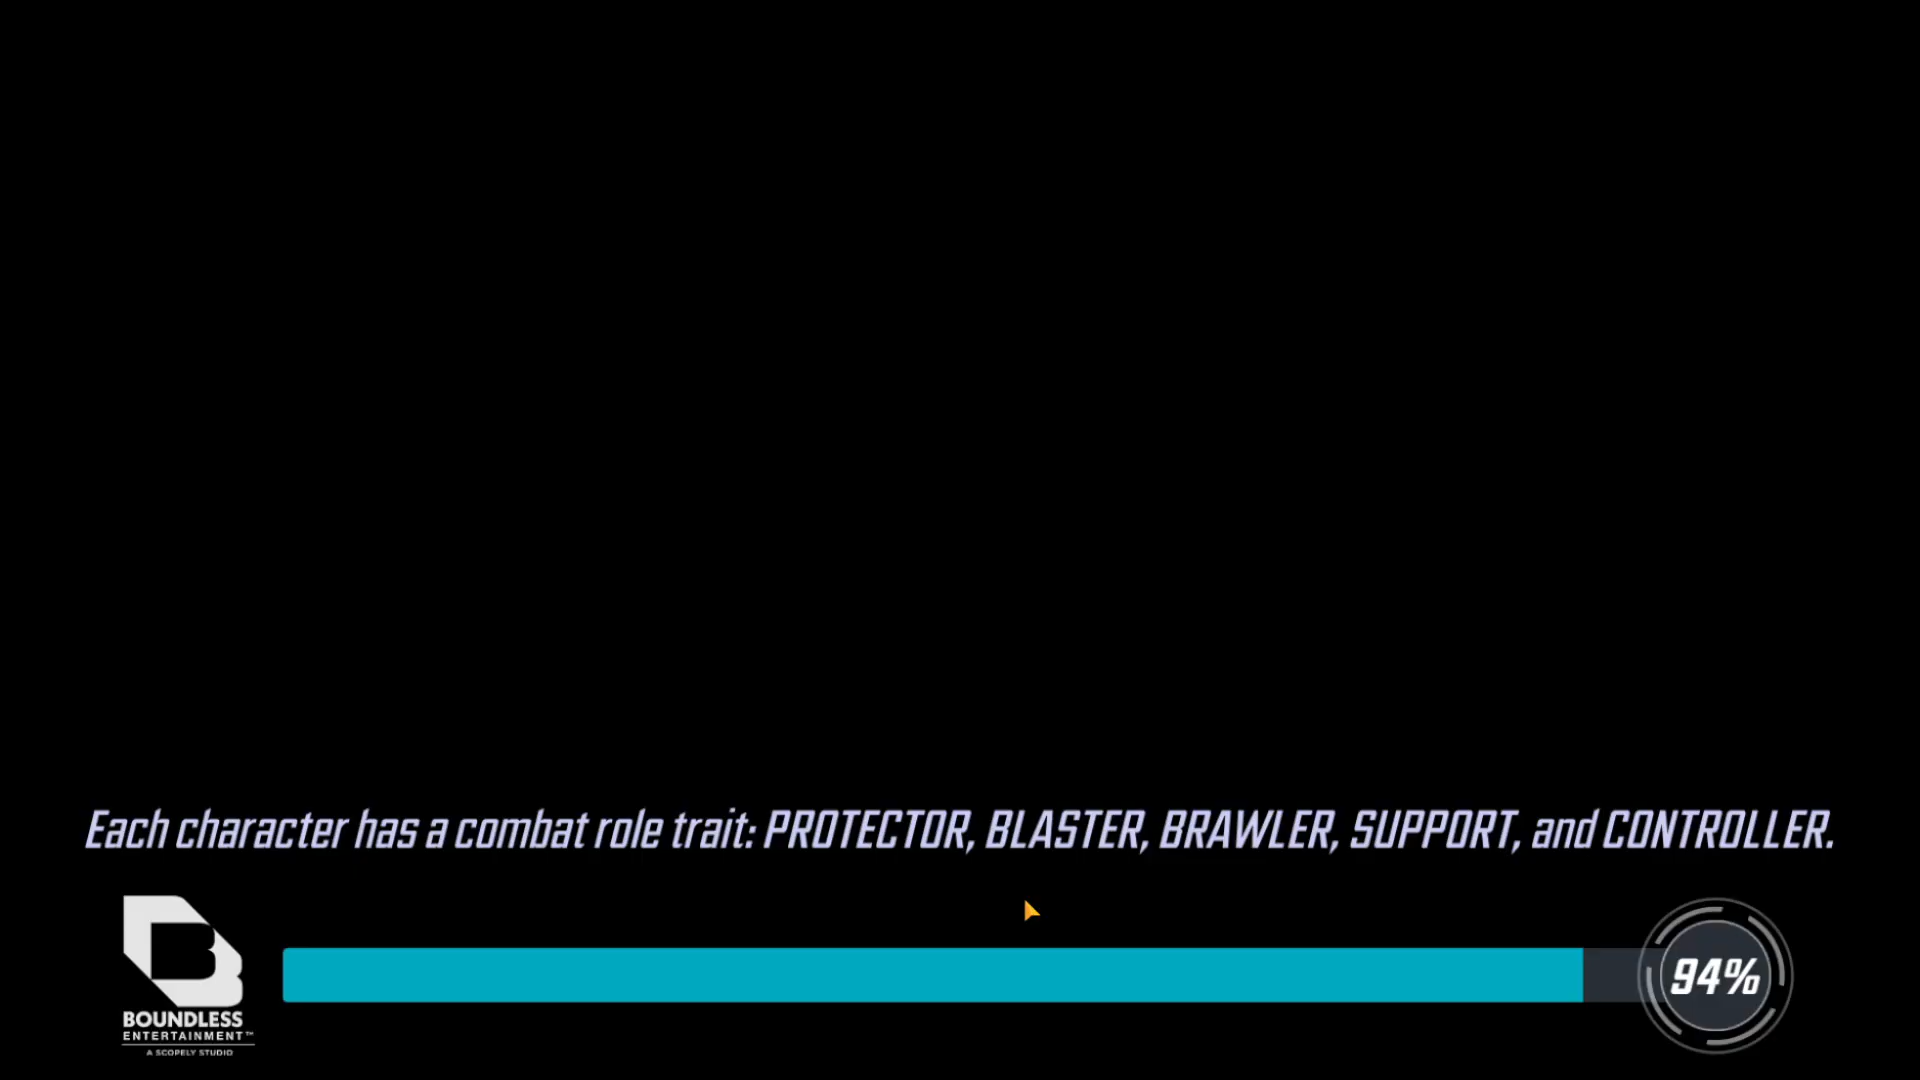 Each character has a combat role trait: PROTECTOR, BLASTER, BRAWLER, SUPPORT, and CONTROLLER.
94%
BOUNDLESS
ENTERTAINMENT™
A SCOPELY STUDIO